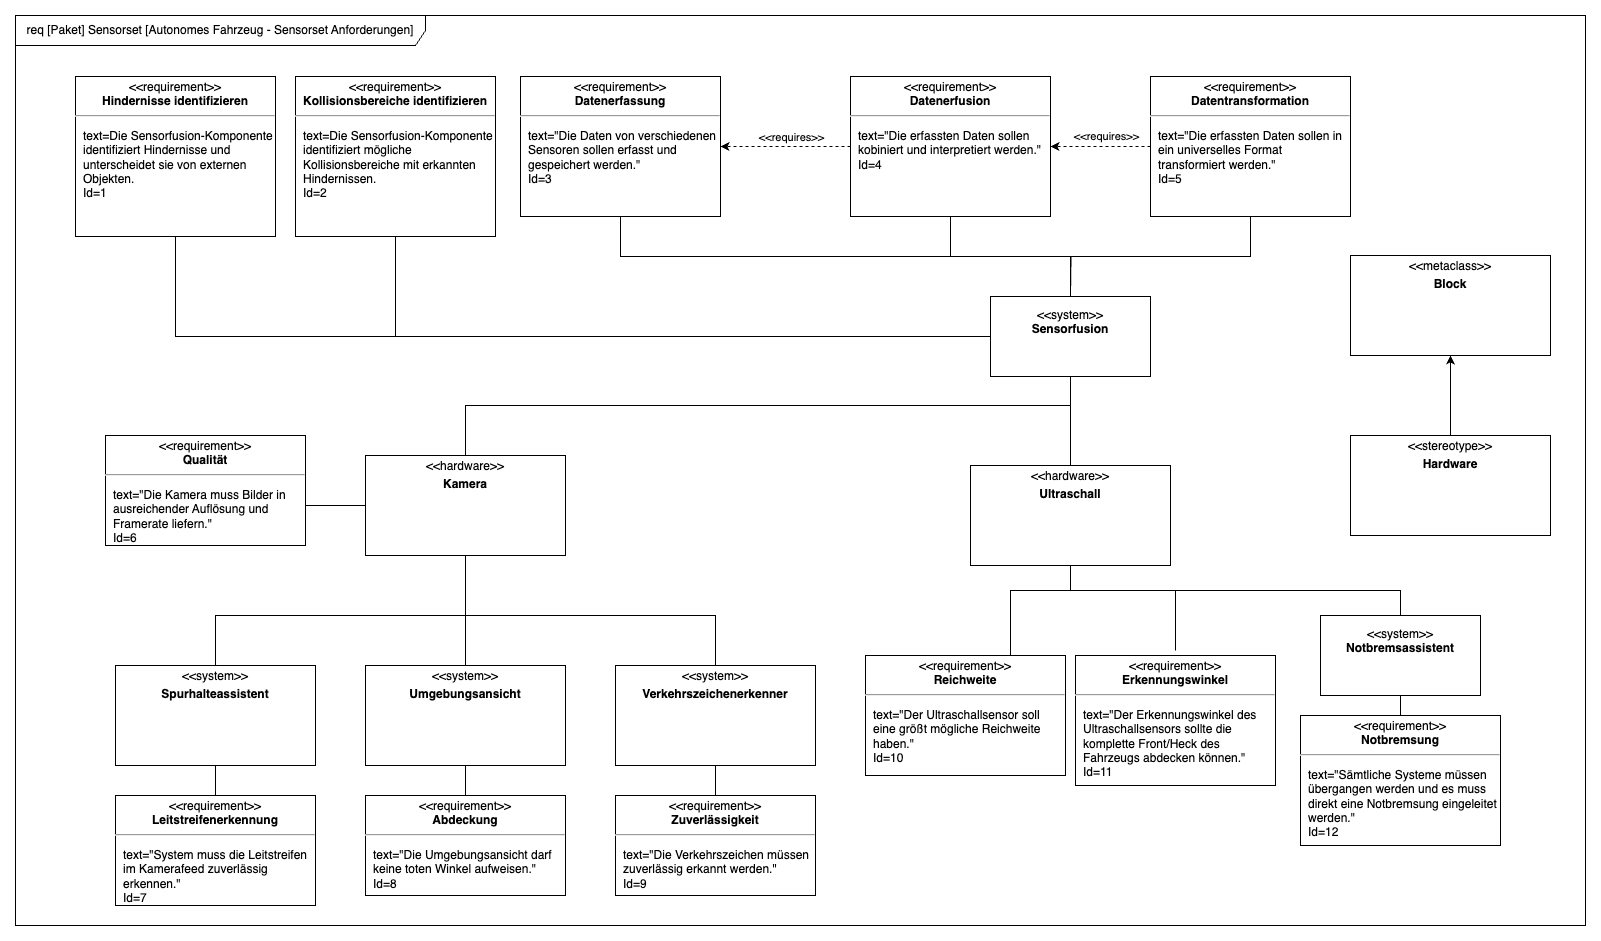 req [Paket] Sensorset [Autonomes Fahrzeug - Sensorset Anforderungen]
<<requirement>>
Hindernisse identifizieren
text=Die Sensorfusion-Komponente
identifiziert Hindernisse und
unterscheidet sie von externen
Objekten.
Id=1
<<requirement>>
Kollisionsbereiche identifizieren
text=Die Sensorfusion-Komponente
identifiziert mögliche
Kollisionsbereiche mit erkannten
Hindernissen.
Id=2
<<requirement>>
Datenerfassung
text="Die Daten von verschiedenen
Sensoren sollen erfasst und
gespeichert werden."
Id=3
<<requires>>
<<requirement>>
Datenerfusion
text="Die erfassten Daten sollen
kobiniert und interpretiert werden."
Id=4
<<requires>>
<<requirement>>
Datentransformation
text="Die erfassten Daten sollen in
ein universelles Format
transformiert werden."
Id=5
<<system>>
Sensorfusion
<<metaclass>>
Block
<<stereotype>>
Hardware
<<requirement>>
Qualität
text="Die Kamera muss Bilder in
ausreichender Auflösung und
Framerate liefern."
Id=6
<<hardware>>
Kamera
<<hardware>>
Ultraschall
<<system>>
Spurhalteassistent
<<system>>
Umgebungsansicht
<<system>>
Verkehrszeichenerkenner
<<requirement>>
Reichweite
text="Der Ultraschallsensor soll
eine größt mögliche Reichweite
haben."
Id=10
<<requirement>>
Erkennungswinkel
text="Der Erkennungswinkel des
Ultraschallsensors sollte die
komplette Front/Heck des
Fahrzeugs abdecken können."
Id=11
<<system>>
Notbremsassistent
<<requirement>>
Notbremsung
text="Sämtliche Systeme müssen
übergangen werden und es muss
direkt eine Notbremsung eingeleitet
werden."
Id=12
<<requirement>>
Leitstreifenerkennung
text="System muss die Leitstreifen
im Kamerafeed zuverlässig
erkennen."
Id=7
<<requirement>>
Abdeckung
text="Die Umgebungsansicht darf
keine toten Winkel aufweisen."
Id=8
<<requirement>>
Zuverlässigkeit
text="Die Verkehrszeichen müssen
zuverlässig erkannt werden."
Id=9